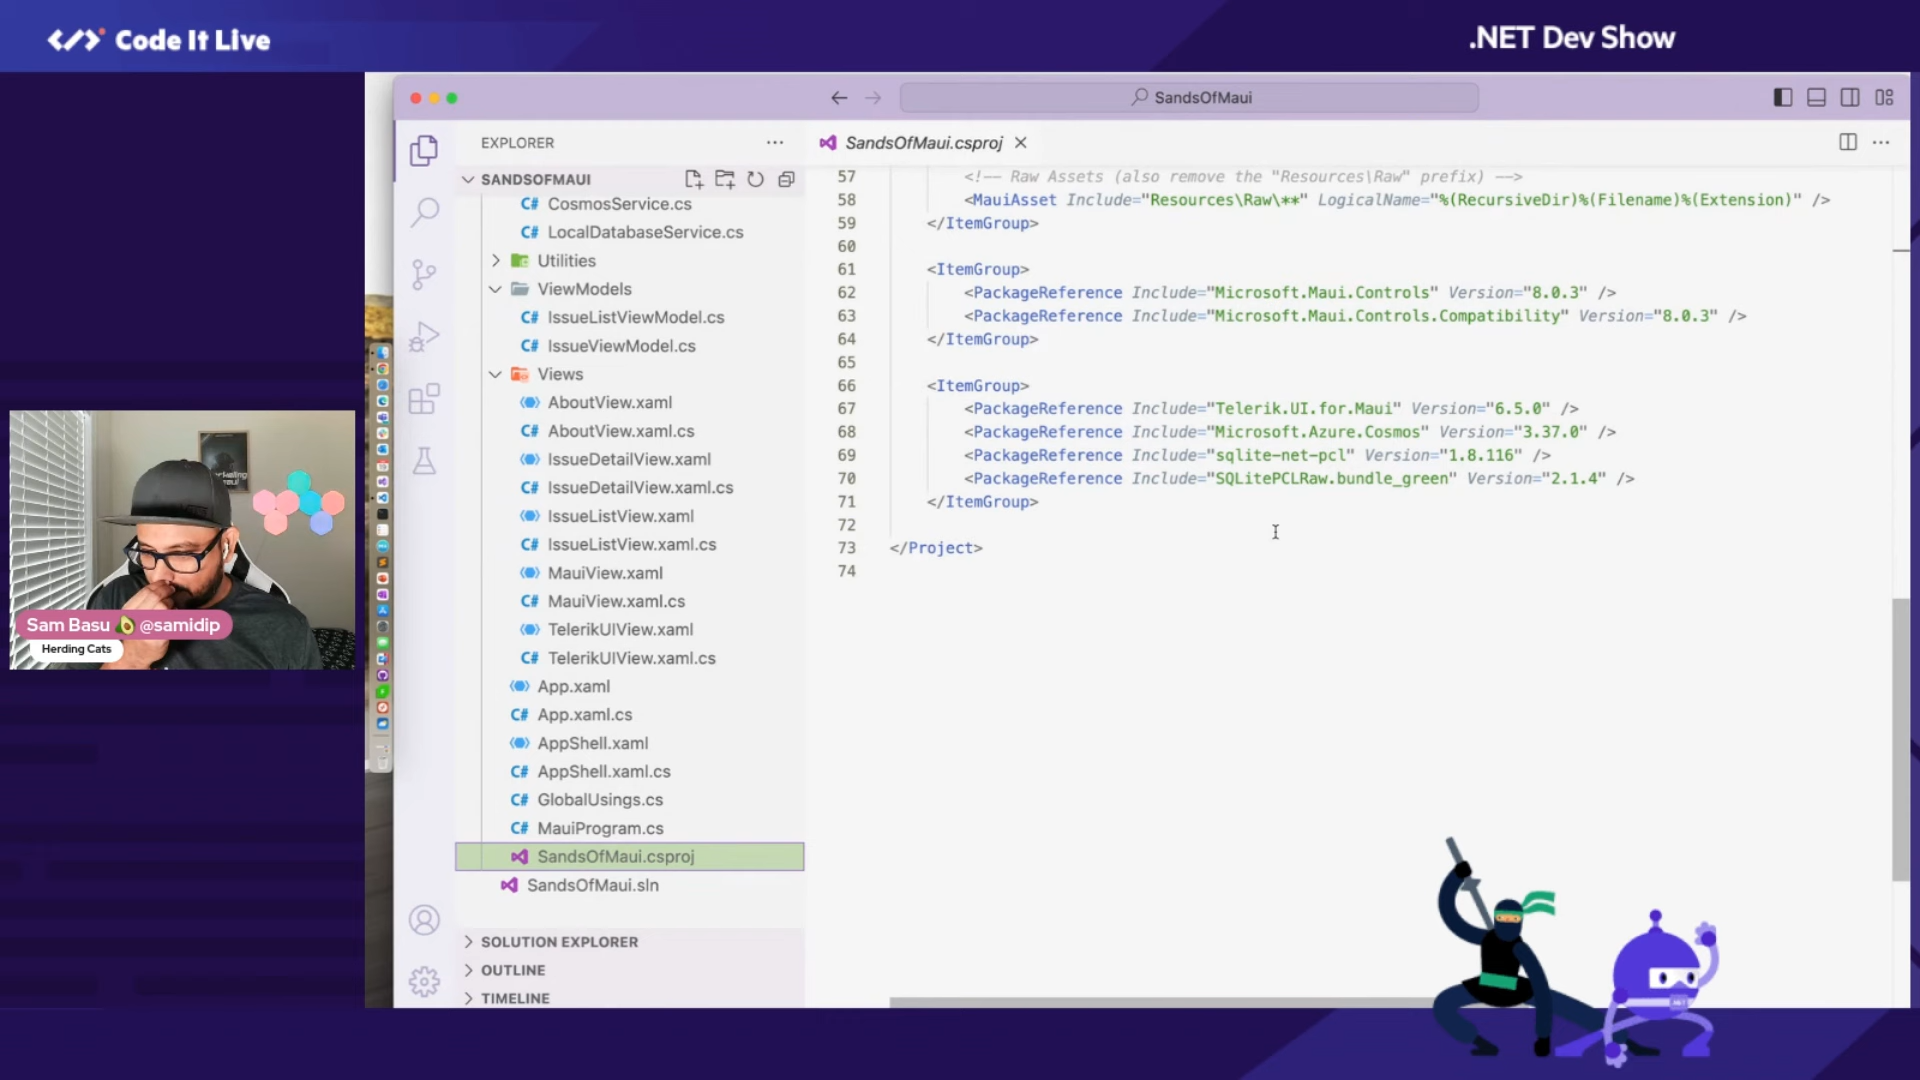 Code It Live
.NET Dev Show
SandsOfMaui
EXPLORER
SandsOfMaui.csproj
SANDSOFMAUI
CosmosService.cs
LocalDatabaseService.cs
Utilities
ViewModels
IssueListViewModel.cs
IssueViewModel.cs
Views
AboutView.xaml
AboutView.xaml.cs
IssueDetailView.xaml
IssueDetailView.xaml.cs
IssueListView.xaml
IssueListView.xaml.cs
MauiView.xaml
MauiView.xaml.cs
TelerikUIView.xaml
TelerikUIView.xaml.cs
App.xaml
App.xaml.cs
AppShell.xaml
AppShell.xaml.cs
GlobalUsings.cs
MauiProgram.cs
SandsOfMaui.csproj
SandsOfMaui.sln
SOLUTION EXPLORER
OUTLINE
TIMELINE
57 <!-- Raw Assets (also remove the "Resources\Raw" prefix) -->
58 <MauiAsset Include="Resources\Raw\**" LogicalName="%(RecursiveDir)%(Filename)%(Extension)" />
59 </ItemGroup>
60
61 <ItemGroup>
62 <PackageReference Include="Microsoft.Maui.Controls" Version="8.0.3" />
63 <PackageReference Include="Microsoft.Maui.Controls.Compatibility" Version="8.0.3" />
64 </ItemGroup>
65
66 <ItemGroup>
67 <PackageReference Include="Telerik.UI.for.Maui" Version="6.5.0" />
68 <PackageReference Include="Microsoft.Azure.Cosmos" Version="3.37.0" />
69 <PackageReference Include="sqlite-net-pcl" Version="1.8.116" />
70 <PackageReference Include="SQLitePCLRaw.bundle_green" Version="2.1.4" />
71 </ItemGroup>
72
73 </Project>
74
Sam Basu 🥑 @samidip
Herding Cats